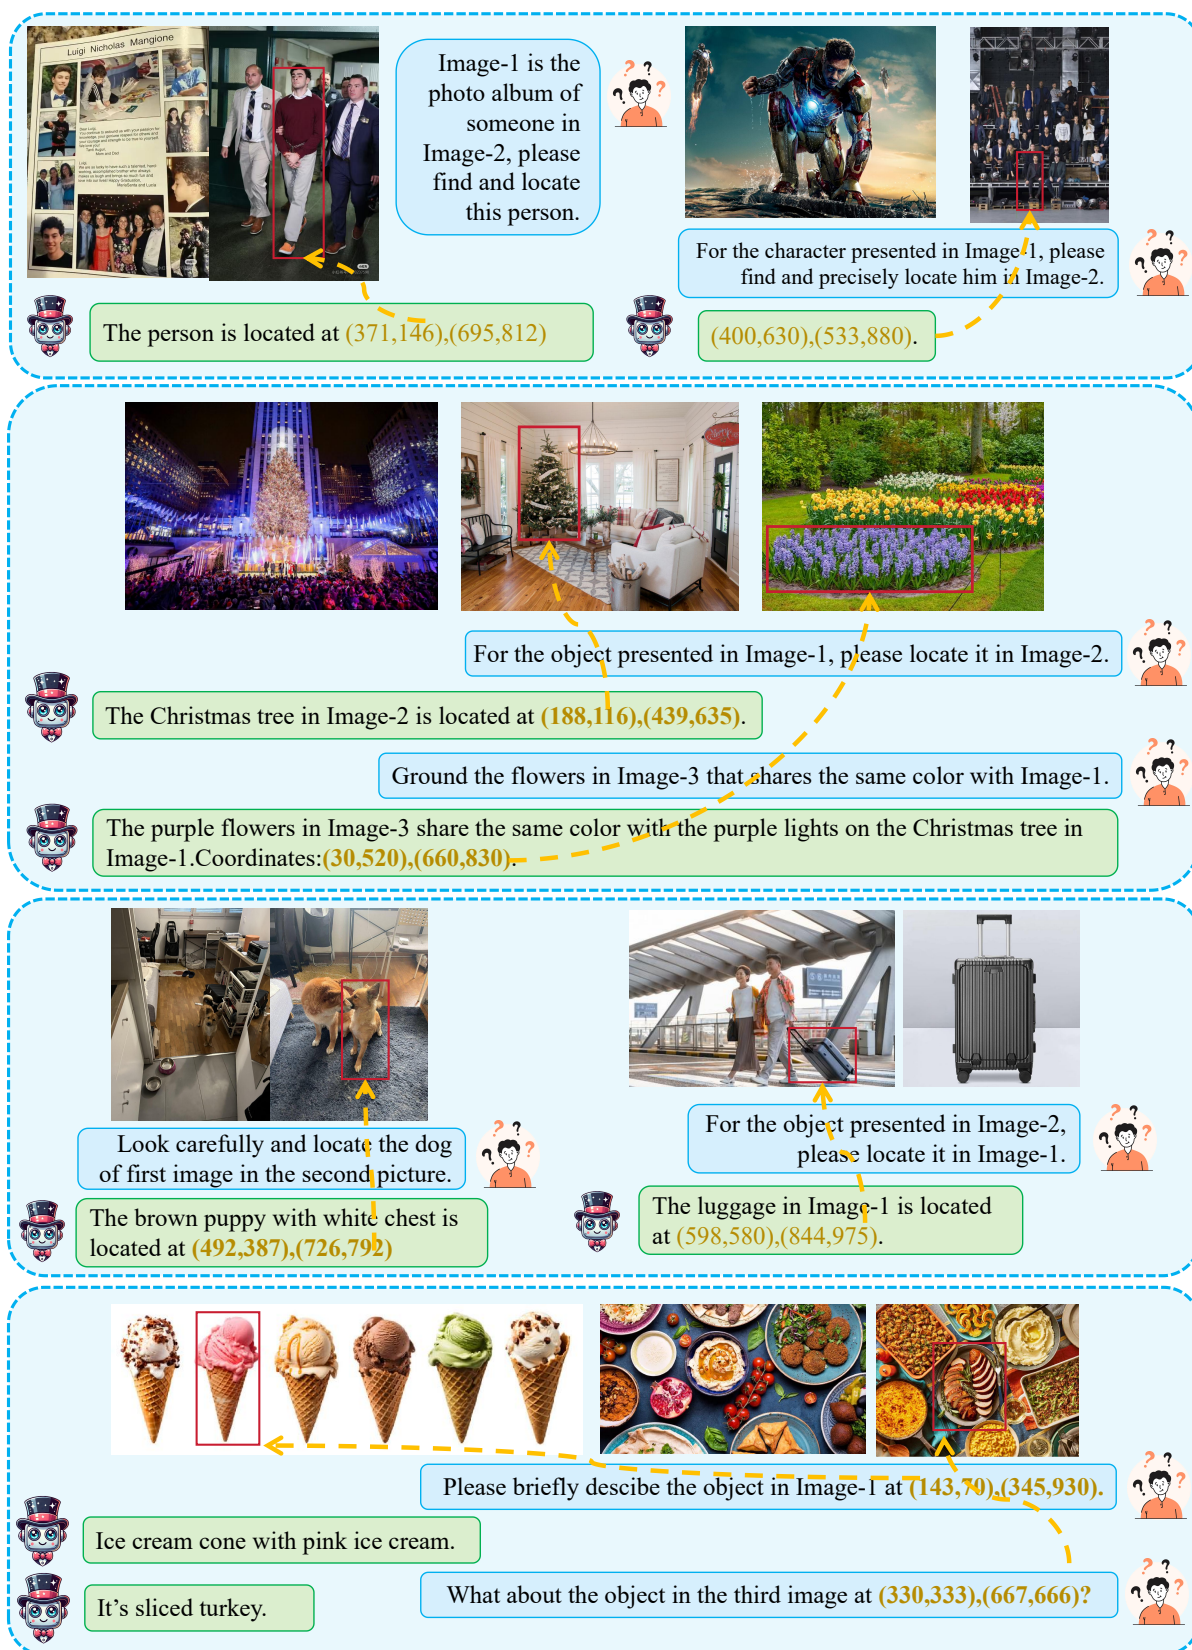 Luigi Nicholas Mangione
Image-1 is the
photo album of
someone in
Image-2, please
find and locate
this person.
The person is located at (371,146),(695,812)
For the character presented in Image-1, please
find and precisely locate him in Image-2.
(400,630),(533,880).
For the object presented in Image-1, please locate it in Image-2.
The Christmas tree in Image-2 is located at (188,116),(439,635).
Ground the flowers in Image-3 that shares the same color with Image-1.
The purple flowers in Image-3 share the same color with the purple lights on the Christmas tree in
Image-1.Coordinates:(30,520),(660,830).
Look carefully and locate the dog
of first image in the second picture.
The brown puppy with white chest is
located at (492,387),(726,792)
For the object presented in Image-2,
please locate it in Image-1.
The luggage in Image-1 is located
at (598,580),(844,975).
Please briefly descibe the object in Image-1 at (143,70),(345,930).
Ice cream cone with pink ice cream.
What about the object in the third image at (330,333),(667,666)?
It's sliced turkey.